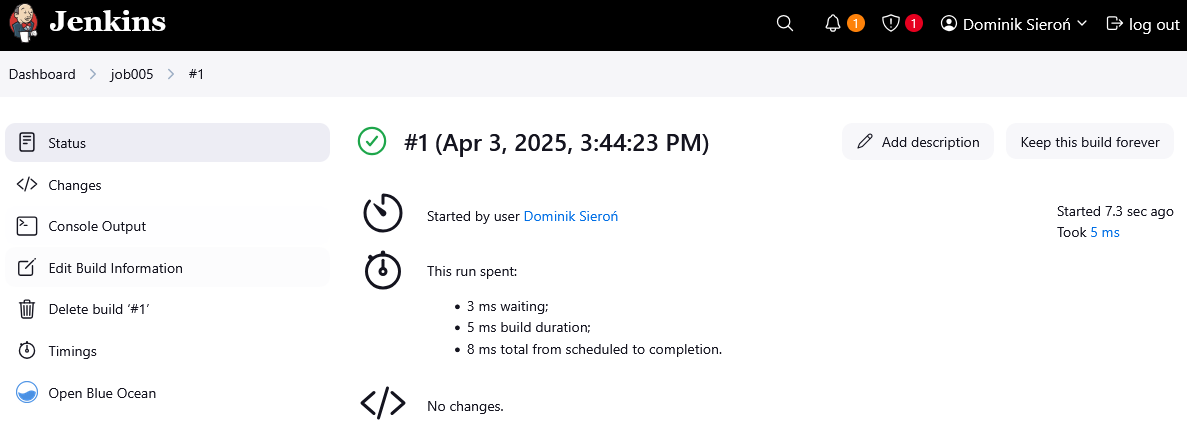 Jenkins
1
1
Dominik Sieroń
log out
Dashboard
job005
#1
Status
Changes
Console Output
Edit Build Information
Delete build ‘#1’
Timings
Open Blue Ocean
#1 (Apr 3, 2025, 3:44:23 PM)
Add description
Keep this build forever
Started by user Dominik Sieroń
Started 7.3 sec ago
Took 5 ms
This run spent:
• 3 ms waiting;
• 5 ms build duration;
• 8 ms total from scheduled to completion.
No changes.